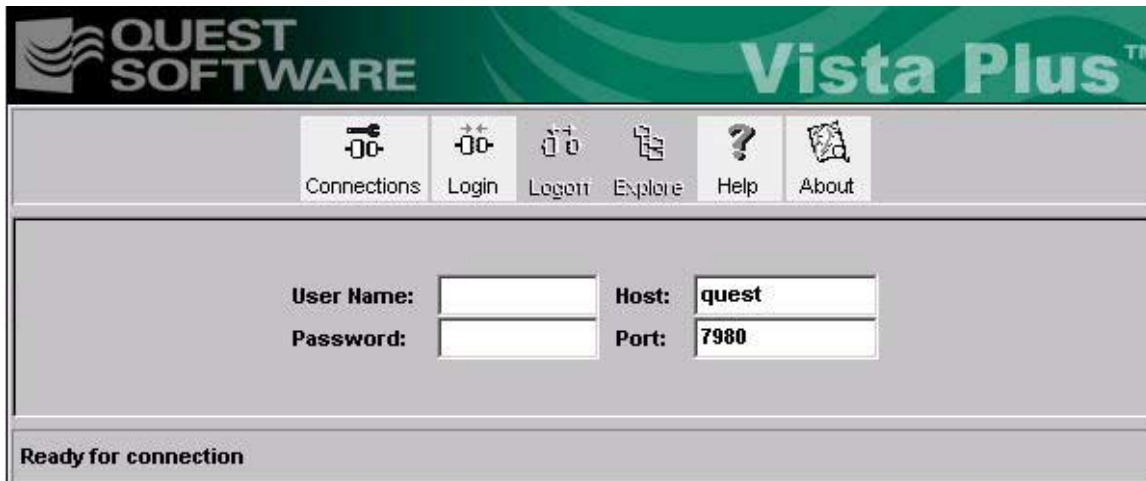 QUEST
SOFTWARE
Vista Plus™
Connections Login Logoff Explore Help About
User Name: Host: quest
Password: Port: 7980
Ready for connection